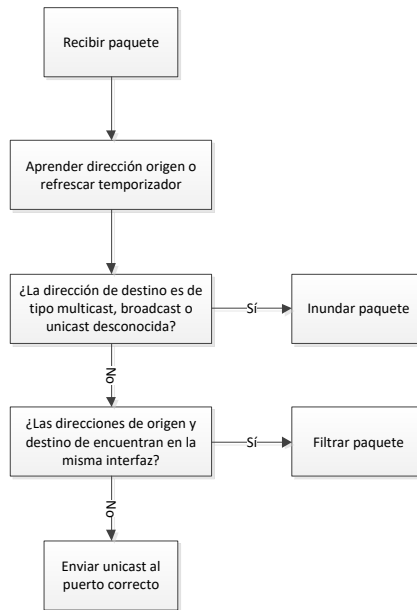 Recibir paquete
Aprender dirección origen o
refrescar temporizador
¿La dirección de destino es de
tipo multicast, broadcast o
unicast desconocida?
Sí
Inundar paquete
No
¿Las direcciones de origen y
destino de encuentran en la
misma interfaz?
Sí
Filtrar paquete
No
Enviar unicast al
puerto correcto